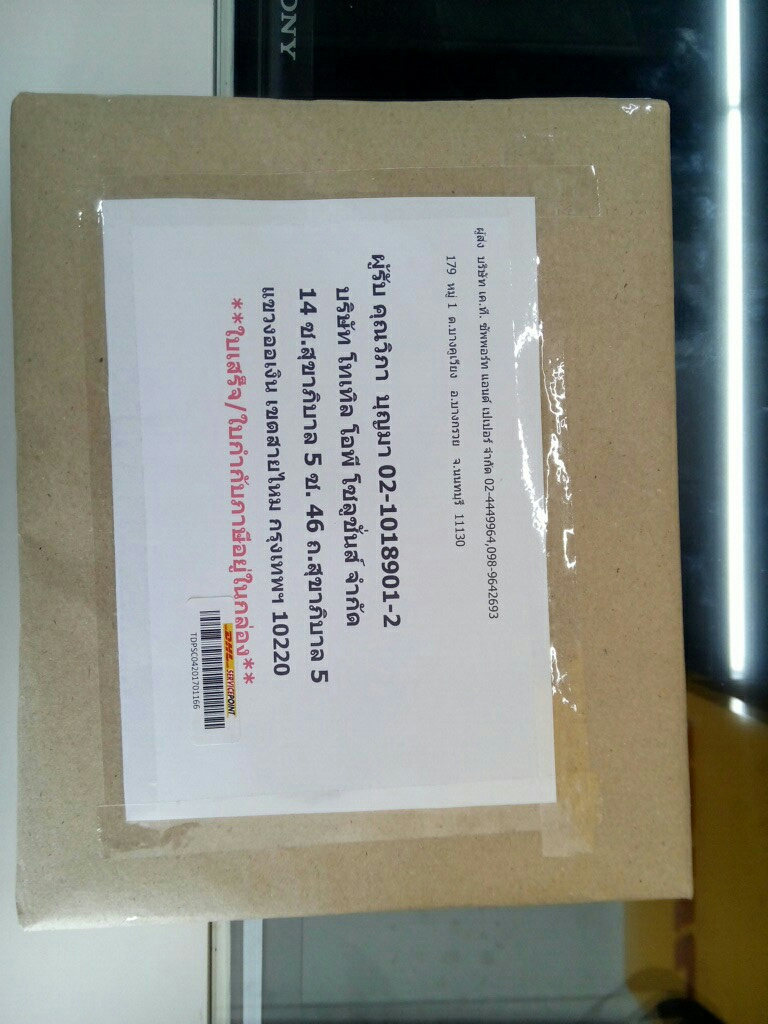 SONY
ผู้ส่ง บริษัท เค.ที. ซัพพอร์ท แอนด์ เปเปอร์ จำกัด 02-4449964,098-9642693
179 หมู่ 1 ต.บางคูเวียง อ.บางกรวย จ.นนทบุรี 11130
ผู้รับ คุณวิภา บุญมา 02-1018901-2
บริษัท โทเทิล โอพี โซลูชั่นส์ จำกัด
14 ซ.สุขาภิบาล 5 ซ. 46 ถ.สุขาภิบาล 5
แขวงออเงิน เขตสายไหม กรุงเทพฯ 10220
**ใบเสร็จ/ใบกำกับภาษีอยู่ในกล่อง**
DHL SERVICEPOINT
TDPSC04201701166